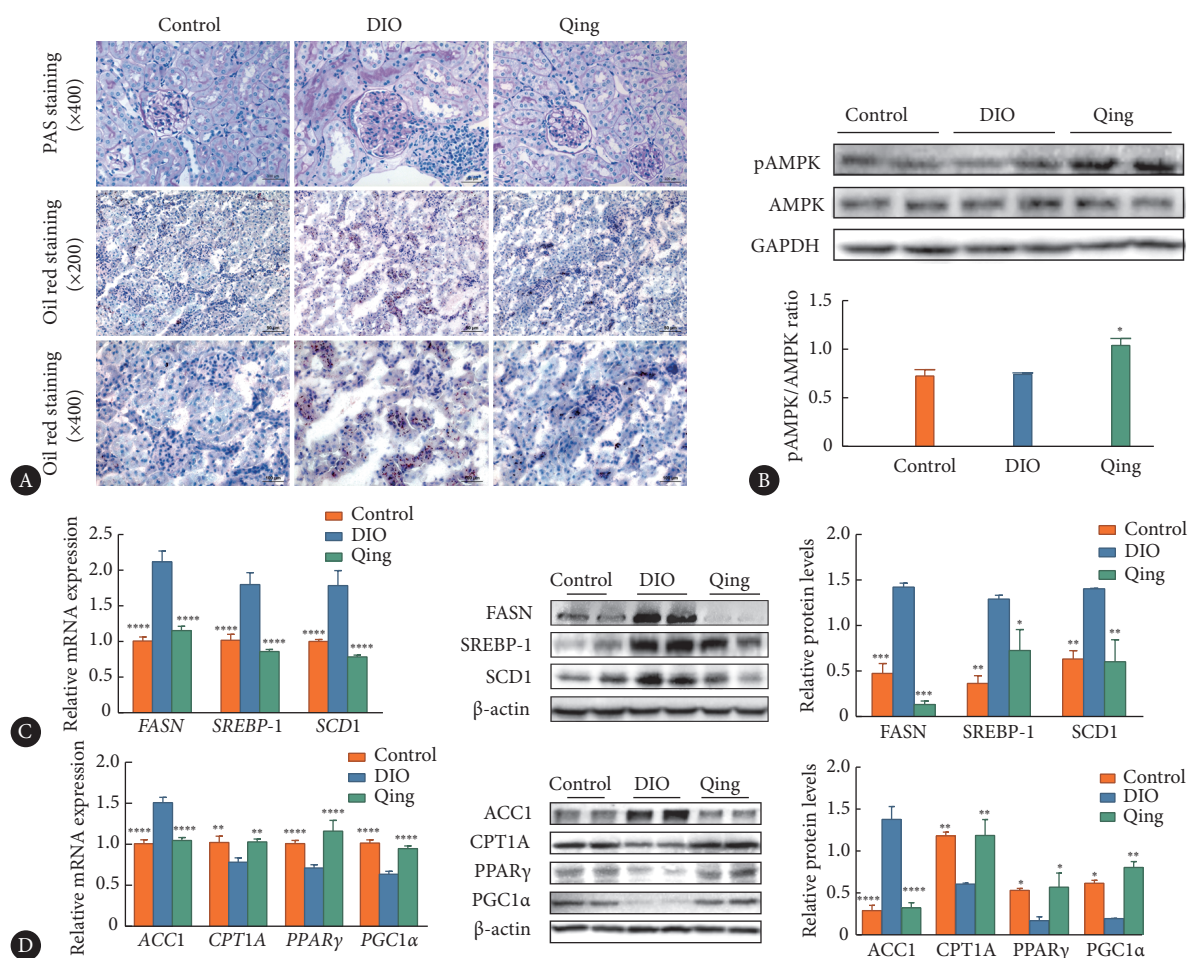 Control DIO Qing
PAS staining
(×400)
Oil red staining
(×200)
Oil red staining
(×400)
A
Control DIO Qing
pAMPK
AMPK
GAPDH
pAMPK/AMPK ratio
1.5
1.0
0.5
0
*
Control DIO Qing
B
Relative mRNA expression
2.5
2.0
1.5
1.0
0.5
0
Control
DIO
Qing
**** **** **** **** **** ****
FASN SREBP-1 SCD1
Control DIO Qing
FASN
SREBP-1
SCD1
β-actin
Relative protein levels
2.0
1.5
1.0
0.5
0
Control
DIO
Qing
*** *** ** * ** **
FASN SREBP-1 SCD1
C
Relative mRNA expression
2.0
1.5
1.0
0.5
0
Control
DIO
Qing
**** **** ** ** **** **** **** ****
ACC1 CPT1A PPARγ PGC1α
Control DIO Qing
ACC1
CPT1A
PPARγ
PGC1α
β-actin
Relative protein levels
2.0
1.5
1.0
0.5
0
Control
DIO
Qing
**** **** ** ** * * * **
ACC1 CPT1A PPARγ PGC1α
D